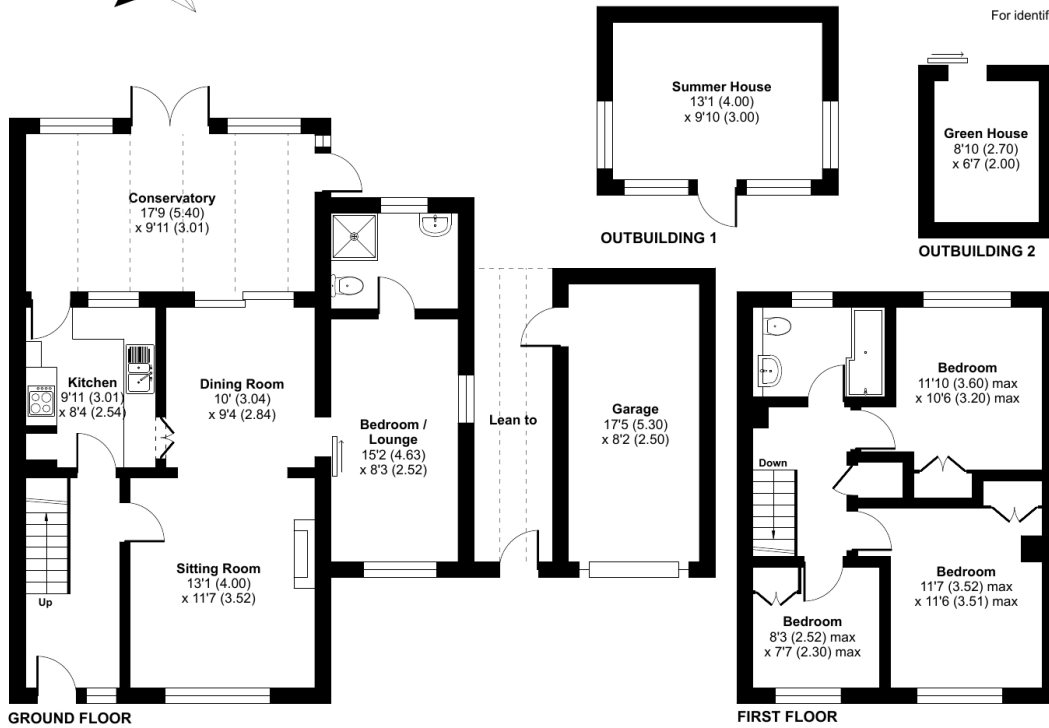 For identif
Summer House
13'1 (4.00)
x 9'10 (3.00)
OUTBUILDING 1
Green House
8'10 (2.70)
x 6'7 (2.00)
OUTBUILDING 2
Conservatory
17'9 (5.40)
x 9'11 (3.01)
Kitchen
9'11 (3.01)
x 8'4 (2.54)
Dining Room
10' (3.04)
x 9'4 (2.84)
Bedroom /
Lounge
15'2 (4.63)
x 8'3 (2.52)
Lean to
Garage
17'5 (5.30)
x 8'2 (2.50)
Sitting Room
13'1 (4.00)
x 11'7 (3.52)
Up
GROUND FLOOR
Bedroom
11'10 (3.60) max
x 10'6 (3.20) max
Down
Bedroom
11'7 (3.52) max
x 11'6 (3.51) max
Bedroom
8'3 (2.52) max
x 7'7 (2.30) max
FIRST FLOOR